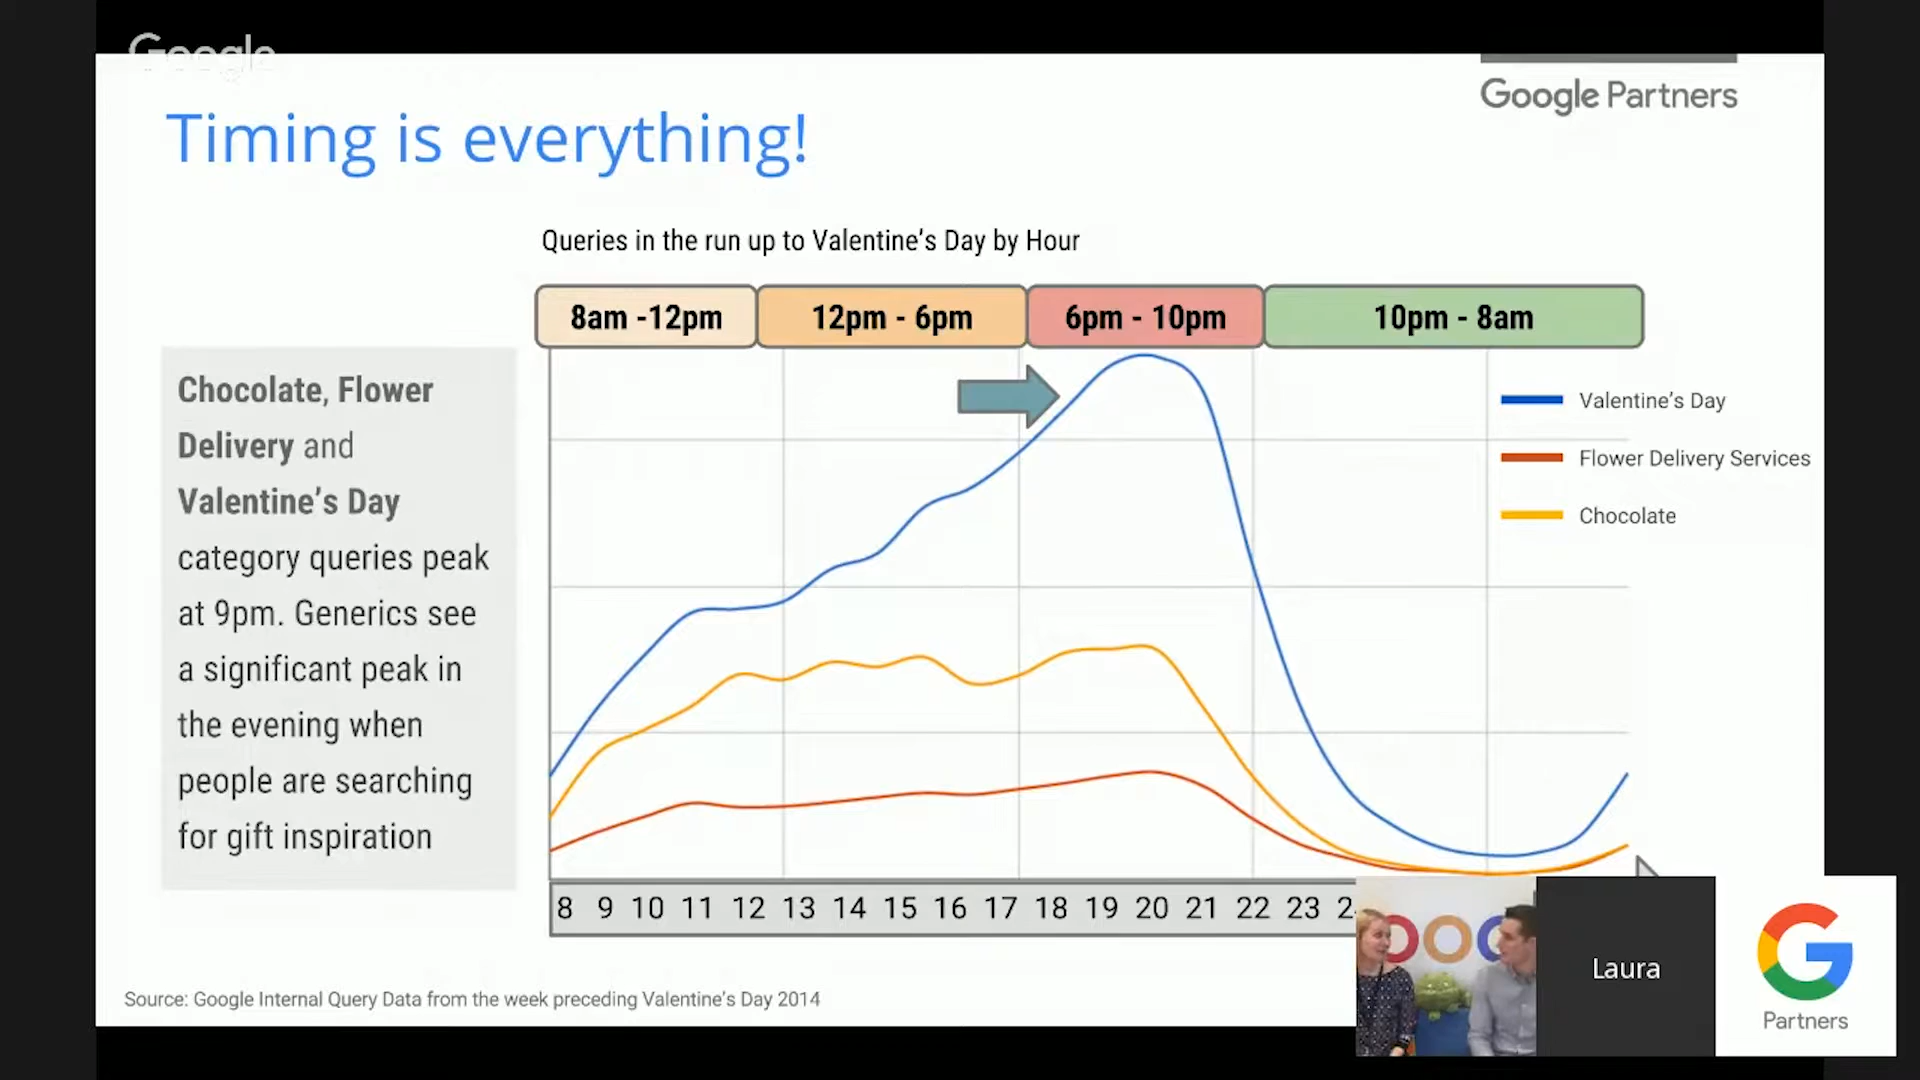 Google
Google Partners
Timing is everything!
Queries in the run up to Valentine's Day by Hour
8am -12pm 12pm - 6pm 6pm - 10pm 10pm - 8am
Chocolate, Flower
Delivery and
Valentine's Day
category queries peak
at 9pm. Generics see
a significant peak in
the evening when
people are searching
for gift inspiration
Valentine's Day
Flower Delivery Services
Chocolate
8 9 10 11 12 13 14 15 16 17 18 19 20 21 22 23
Laura
Partners
Source: Google Internal Query Data from the week preceding Valentine's Day 2014